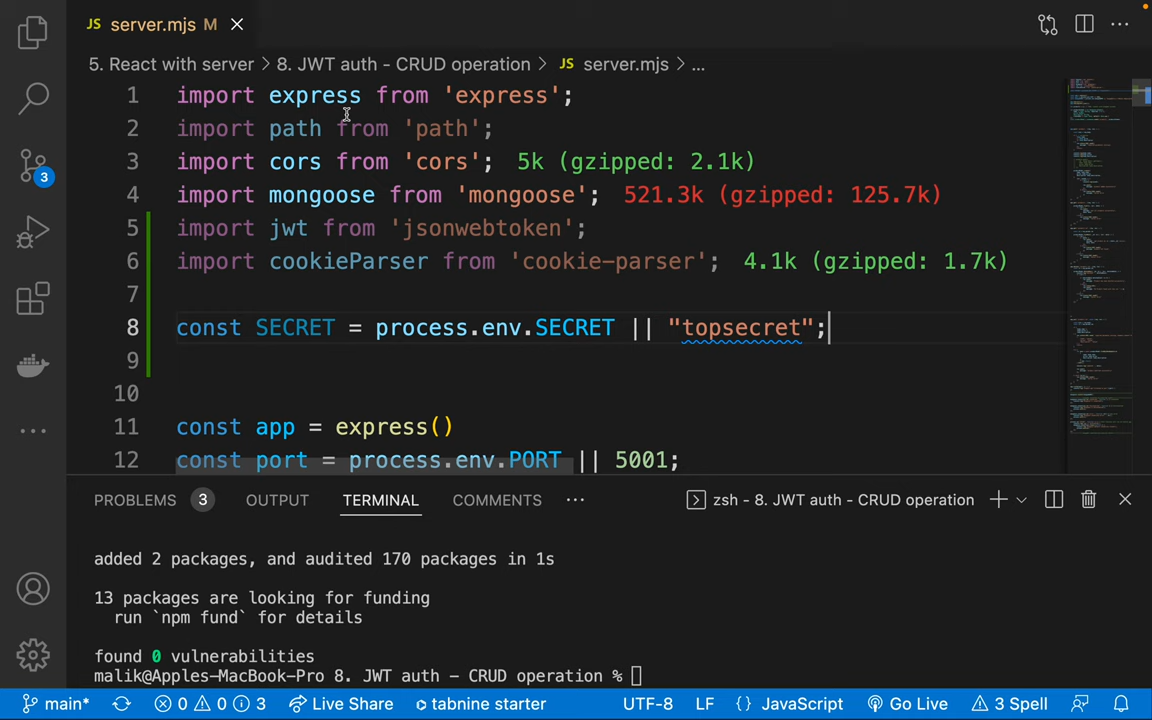 JS server.mjs M
5. React with server > 8. JWT auth - CRUD operation > JS server.mjs > ...
1 import express from 'express';
2 import path from 'path';
3 import cors from 'cors'; 5k (gzipped: 2.1k)
4 import mongoose from 'mongoose'; 521.3k (gzipped: 125.7k)
5 import jwt from 'jsonwebtoken';
6 import cookieParser from 'cookie-parser'; 4.1k (gzipped: 1.7k)
7
8 const SECRET = process.env.SECRET || "topsecret";
9
10
11 const app = express()
12 const port = process.env.PORT || 5001;
3
PROBLEMS 3 OUTPUT TERMINAL COMMENTS ... zsh - 8. JWT auth - CRUD operation
added 2 packages, and audited 170 packages in 1s
13 packages are looking for funding
run `npm fund` for details
found 0 vulnerabilities
malik@Apples-MacBook-Pro 8. JWT auth - CRUD operation %
main* 0 0 3 Live Share tabnine starter UTF-8 LF {} JavaScript Go Live 3 Spell